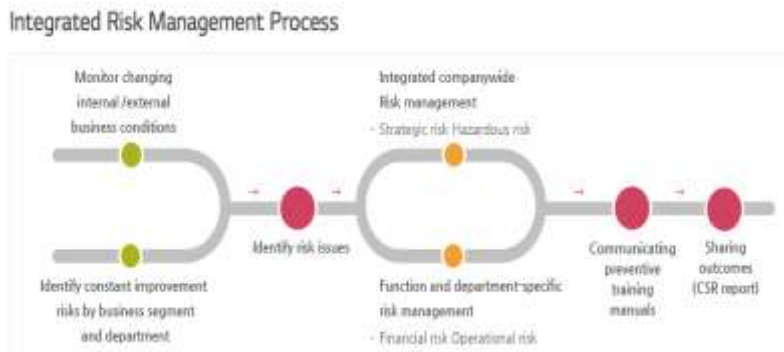 Integrated Risk Management Process
Monitor changing
internal /external
business conditions
Integrated companywide
Risk management
- Strategic risk Hazardous risk
Identify risk issues
Identify constant improvement
risks by business segment
and department
Function and department-specific
risk management
- Financial risk Operational risk
Communicating
preventive
training
manuals
Sharing
outcomes
(CSR report)